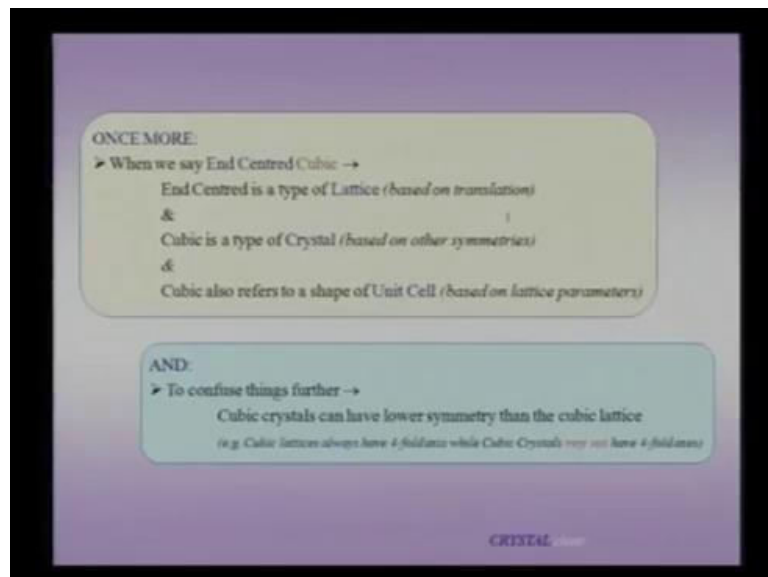 ONCE MORE:
➤ When we say End Centred Cubic →
End Centred is a type of Lattice (based on translation)
&
Cubic is a type of Crystal (based on other symmetries)
&
Cubic also refers to a shape of Unit Cell (based on lattice parameters)
AND:
➤ To confuse things further →
Cubic crystals can have lower symmetry than the cubic lattice
(e.g. Cubic lattices always have 4-fold axis while Cubic Crystals may not have 4-fold axes)
CRYSTAL